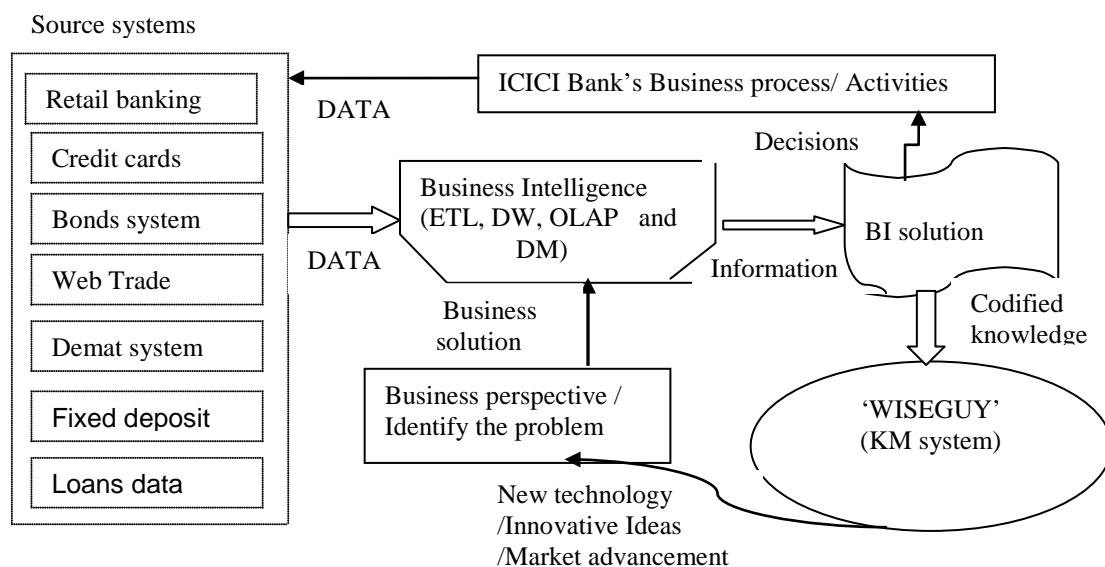 Source systems
Retail banking
Credit cards
Bonds system
Web Trade
Demat system
Fixed deposit
Loans data
ICICI Bank’s Business process/ Activities
DATA
Decisions
Business Intelligence
(ETL, DW, OLAP and
DM)
DATA
Information
BI solution
Business
solution
Codified
knowledge
Business perspective /
Identify the problem
‘WISEGUY’
(KM system)
New technology
/Innovative Ideas
/Market advancement